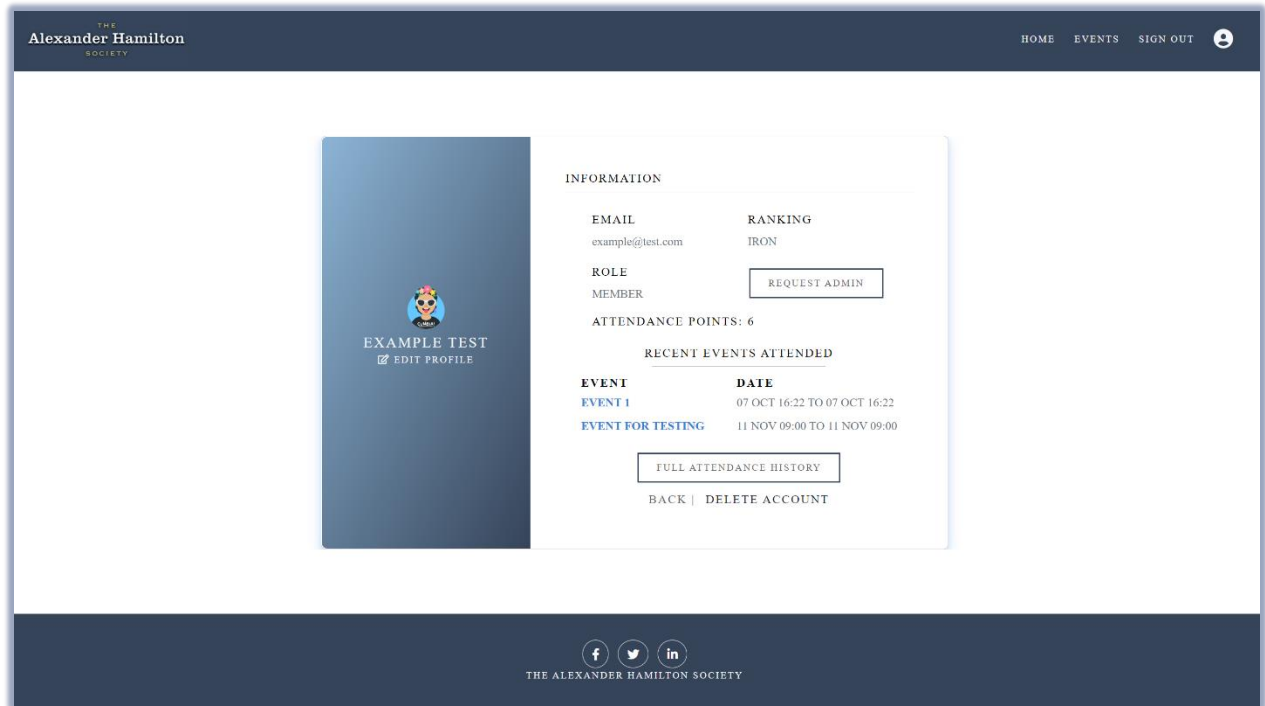 THE
Alexander Hamilton
SOCIETY
HOME EVENTS SIGN OUT
INFORMATION
EMAIL RANKING
example@test.com IRON
ROLE
REQUEST ADMIN
MEMBER
ATTENDANCE POINTS: 6
EXAMPLE TEST
EDIT PROFILE
RECENT EVENTS ATTENDED
EVENT DATE
EVENT 1 07 OCT 16:22 TO 07 OCT 16:22
EVENT FOR TESTING 11 NOV 09:00 TO 11 NOV 09:00
FULL ATTENDANCE HISTORY
BACK | DELETE ACCOUNT
THE ALEXANDER HAMILTON SOCIETY